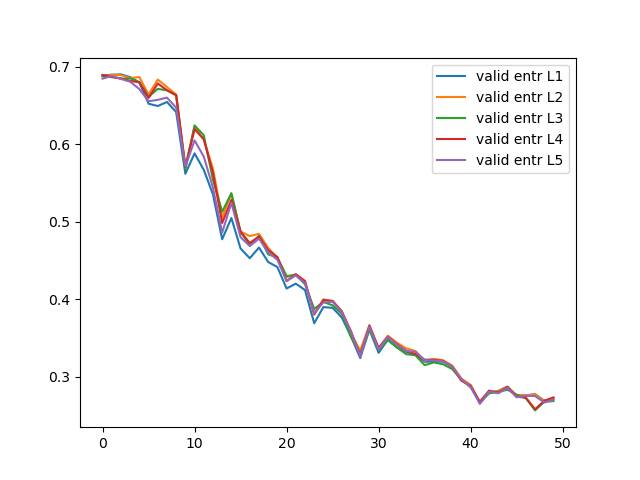 0.7
0.6
0.5
0.4
0.3
0 10 20 30 40 50
valid entr L1
valid entr L2
valid entr L3
valid entr L4
valid entr L5